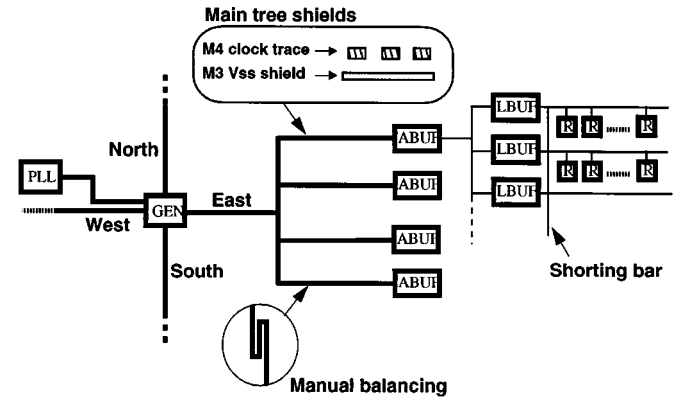 Main tree shields
M4 clock trace
M3 Vss shield
North
PLL
GEN
East
West
South
ABUF
ABUF
ABUF
ABUF
LBUF
LBUF
LBUF
R R R
R R R
Shorting bar
Manual balancing